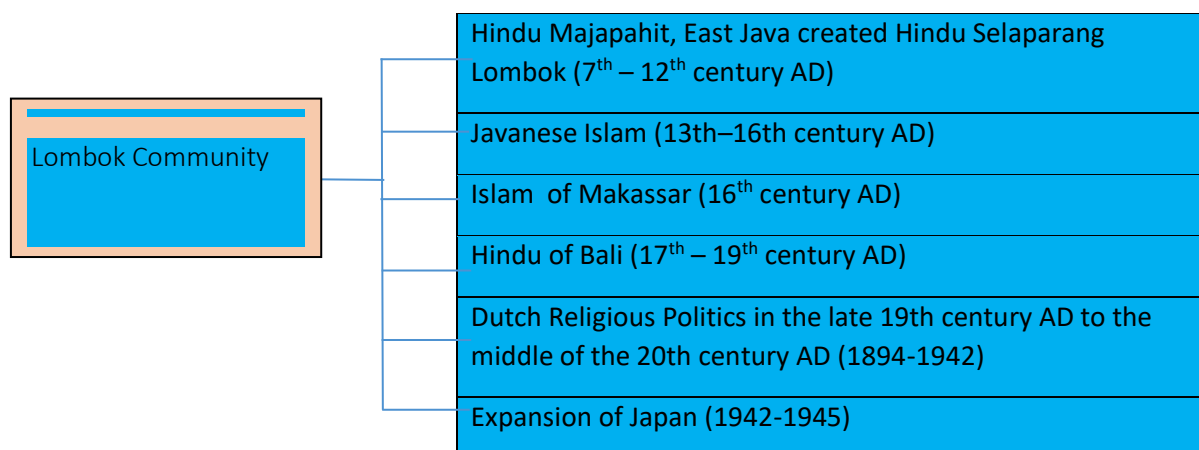 Lombok Community
Hindu Majapahit, East Java created Hindu Selaparang
Lombok (7th – 12th century AD)
Javanese Islam (13th–16th century AD)
Islam of Makassar (16th century AD)
Hindu of Bali (17th – 19th century AD)
Dutch Religious Politics in the late 19th century AD to the
middle of the 20th century AD (1894-1942)
Expansion of Japan (1942-1945)